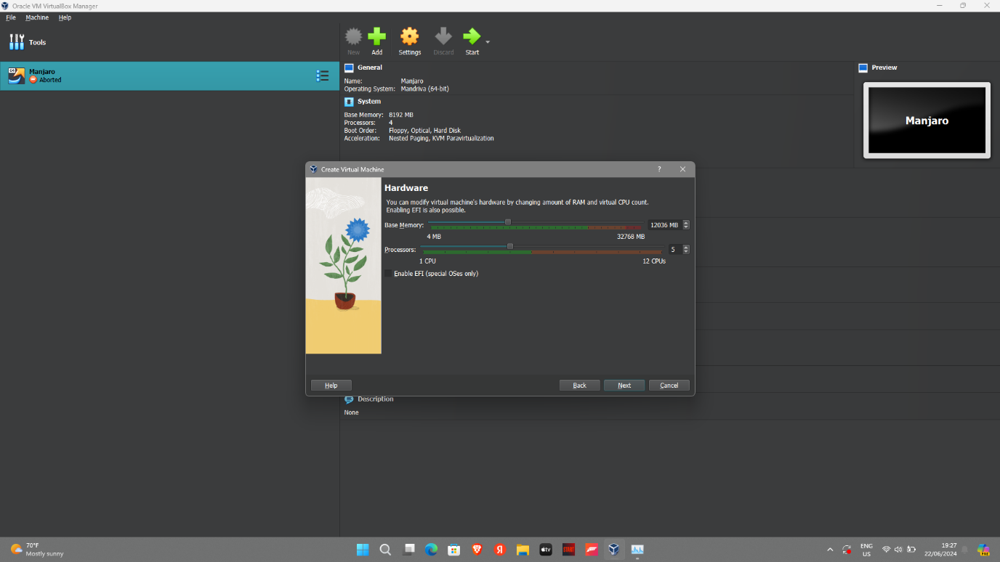 Oracle VM VirtualBox Manager
File Machine Help
Tools
New Add Settings Discard Start
Manjaro
Aborted
General
Name: Manjaro
Operating System: Mandriva (64-bit)
System
Base Memory: 8192 MB
Processors: 4
Boot Order: Floppy, Optical, Hard Disk
Acceleration: Nested Paging, KVM Paravirtualization
Preview
Manjaro
Create Virtual Machine
Hardware
You can modify virtual machine's hardware by changing amount of RAM and virtual CPU count.
Enabling EFI is also possible.
Base Memory: 12036 MB
4 MB 32768 MB
Processors: 5
1 CPU 12 CPUs
Enable EFI (special OSes only)
Help Back Next Cancel
Description
None
70°F
Mostly sunny
ENG
US
19:27
22/06/2024